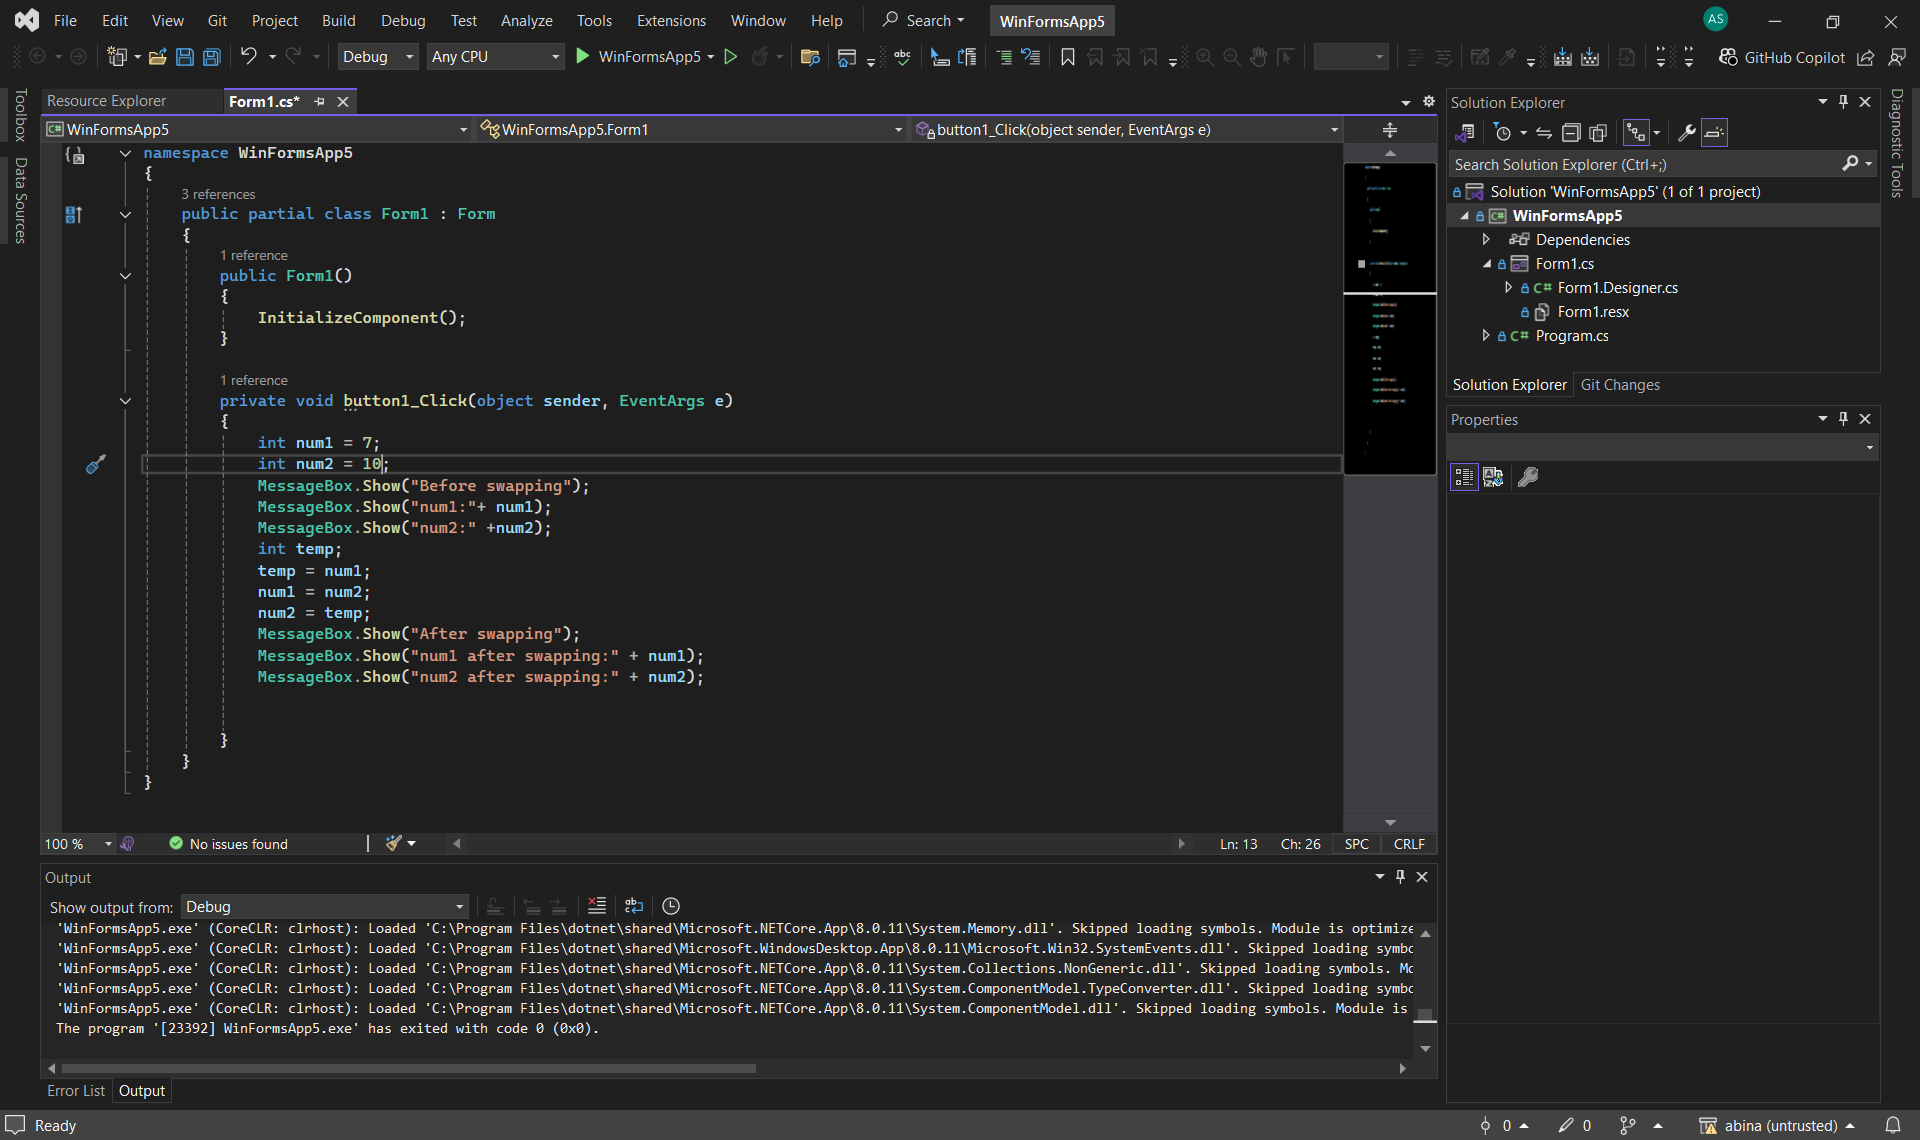 File Edit View Git Project Build Debug Test Analyze Tools Extensions Window Help Search WinFormsApp5 AS
Debug Any CPU WinFormsApp5 GitHub Copilot
Toolbox
Data Sources
Resource Explorer Form1.cs*
WinFormsApp5 WinFormsApp5.Form1 button1_Click(object sender, EventArgs e)
namespace WinFormsApp5
{
3 references
public partial class Form1 : Form
{
1 reference
public Form1()
{
InitializeComponent();
}
1 reference
private void button1_Click(object sender, EventArgs e)
{
int num1 = 7;
int num2 = 10;
MessageBox.Show("Before swapping");
MessageBox.Show("num1:"+ num1);
MessageBox.Show("num2:" +num2);
int temp;
temp = num1;
num1 = num2;
num2 = temp;
MessageBox.Show("After swapping");
MessageBox.Show("num1 after swapping:" + num1);
MessageBox.Show("num2 after swapping:" + num2);
}
}
}
100 % No issues found Ln: 13 Ch: 26 SPC CRLF
Output
Show output from: Debug
'WinFormsApp5.exe' (CoreCLR: clrhost): Loaded 'C:\Program Files\dotnet\shared\Microsoft.NETCore.App\8.0.11\System.Memory.dll'. Skipped loading symbols. Module is optimize
'WinFormsApp5.exe' (CoreCLR: clrhost): Loaded 'C:\Program Files\dotnet\shared\Microsoft.WindowsDesktop.App\8.0.11\Microsoft.Win32.SystemEvents.dll'. Skipped loading symbo
'WinFormsApp5.exe' (CoreCLR: clrhost): Loaded 'C:\Program Files\dotnet\shared\Microsoft.NETCore.App\8.0.11\System.Collections.NonGeneric.dll'. Skipped loading symbols. Mo
'WinFormsApp5.exe' (CoreCLR: clrhost): Loaded 'C:\Program Files\dotnet\shared\Microsoft.NETCore.App\8.0.11\System.ComponentModel.TypeConverter.dll'. Skipped loading symbo
'WinFormsApp5.exe' (CoreCLR: clrhost): Loaded 'C:\Program Files\dotnet\shared\Microsoft.NETCore.App\8.0.11\System.ComponentModel.dll'. Skipped loading symbols. Module is
The program '[23392] WinFormsApp5.exe' has exited with code 0 (0x0).
Error List Output
Solution Explorer
Search Solution Explorer (Ctrl+;)
Solution 'WinFormsApp5' (1 of 1 project)
WinFormsApp5
Dependencies
Form1.cs
C# Form1.Designer.cs
Form1.resx
C# Program.cs
Solution Explorer Git Changes
Properties
Diagnostic Tools
Ready 0 0 abina (untrusted)